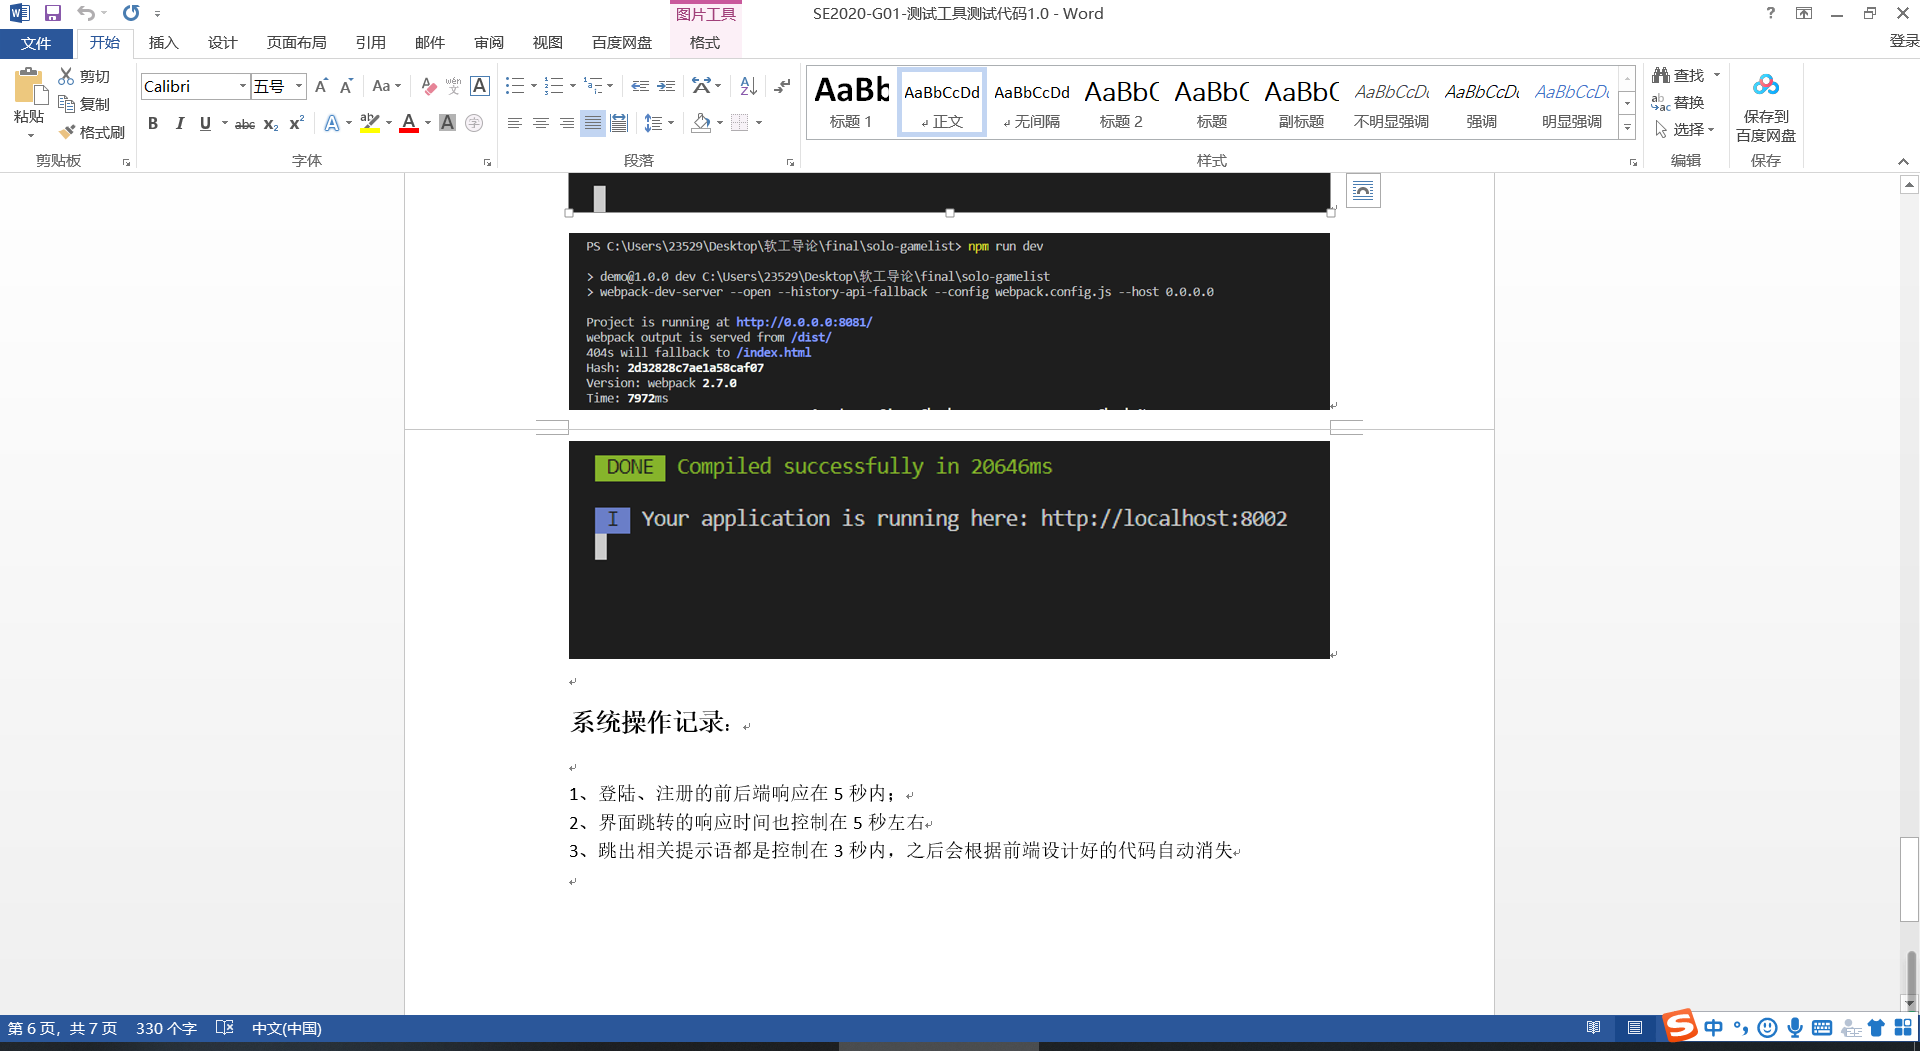 图片工具
SE2020-G01-测试工具测试代码1.0 - Word
文件 开始 插入 设计 页面布局 引用 邮件 审阅 视图 百度网盘 格式 登录
粘贴 剪切 复制 格式刷 剪贴板
Calibri 五号 字体
段落
AaBb AaBbCcDd AaBbCcDd AaBbC AaBbC AaBbC AaBbCcDd AaBbCcDd AaBbCcDd
标题 1 正文 无间隔 标题 2 标题 副标题 不明显强调 强调 明显强调
样式
查找 替换 选择 编辑
保存到 百度网盘 保存
PS C:\Users\23529\Desktop\软工导论\final\solo-gamelist> npm run dev
> demo@1.0.0 dev C:\Users\23529\Desktop\软工导论\final\solo-gamelist
> webpack-dev-server --open --history-api-fallback --config webpack.config.js --host 0.0.0.0
Project is running at http://0.0.0.0:8081/
webpack output is served from /dist/
404s will fallback to /index.html
Hash: 2d32828c7ae1a58caf07
Version: webpack 2.7.0
Time: 7972ms
DONE Compiled successfully in 20646ms
I Your application is running here: http://localhost:8002
系统操作记录：
1、登陆、注册的前后端响应在 5 秒内；
2、界面跳转的响应时间也控制在 5 秒左右
3、跳出相关提示语都是控制在 3 秒内，之后会根据前端设计好的代码自动消失
第 6 页，共 7 页 330 个字 中文(中国)
中